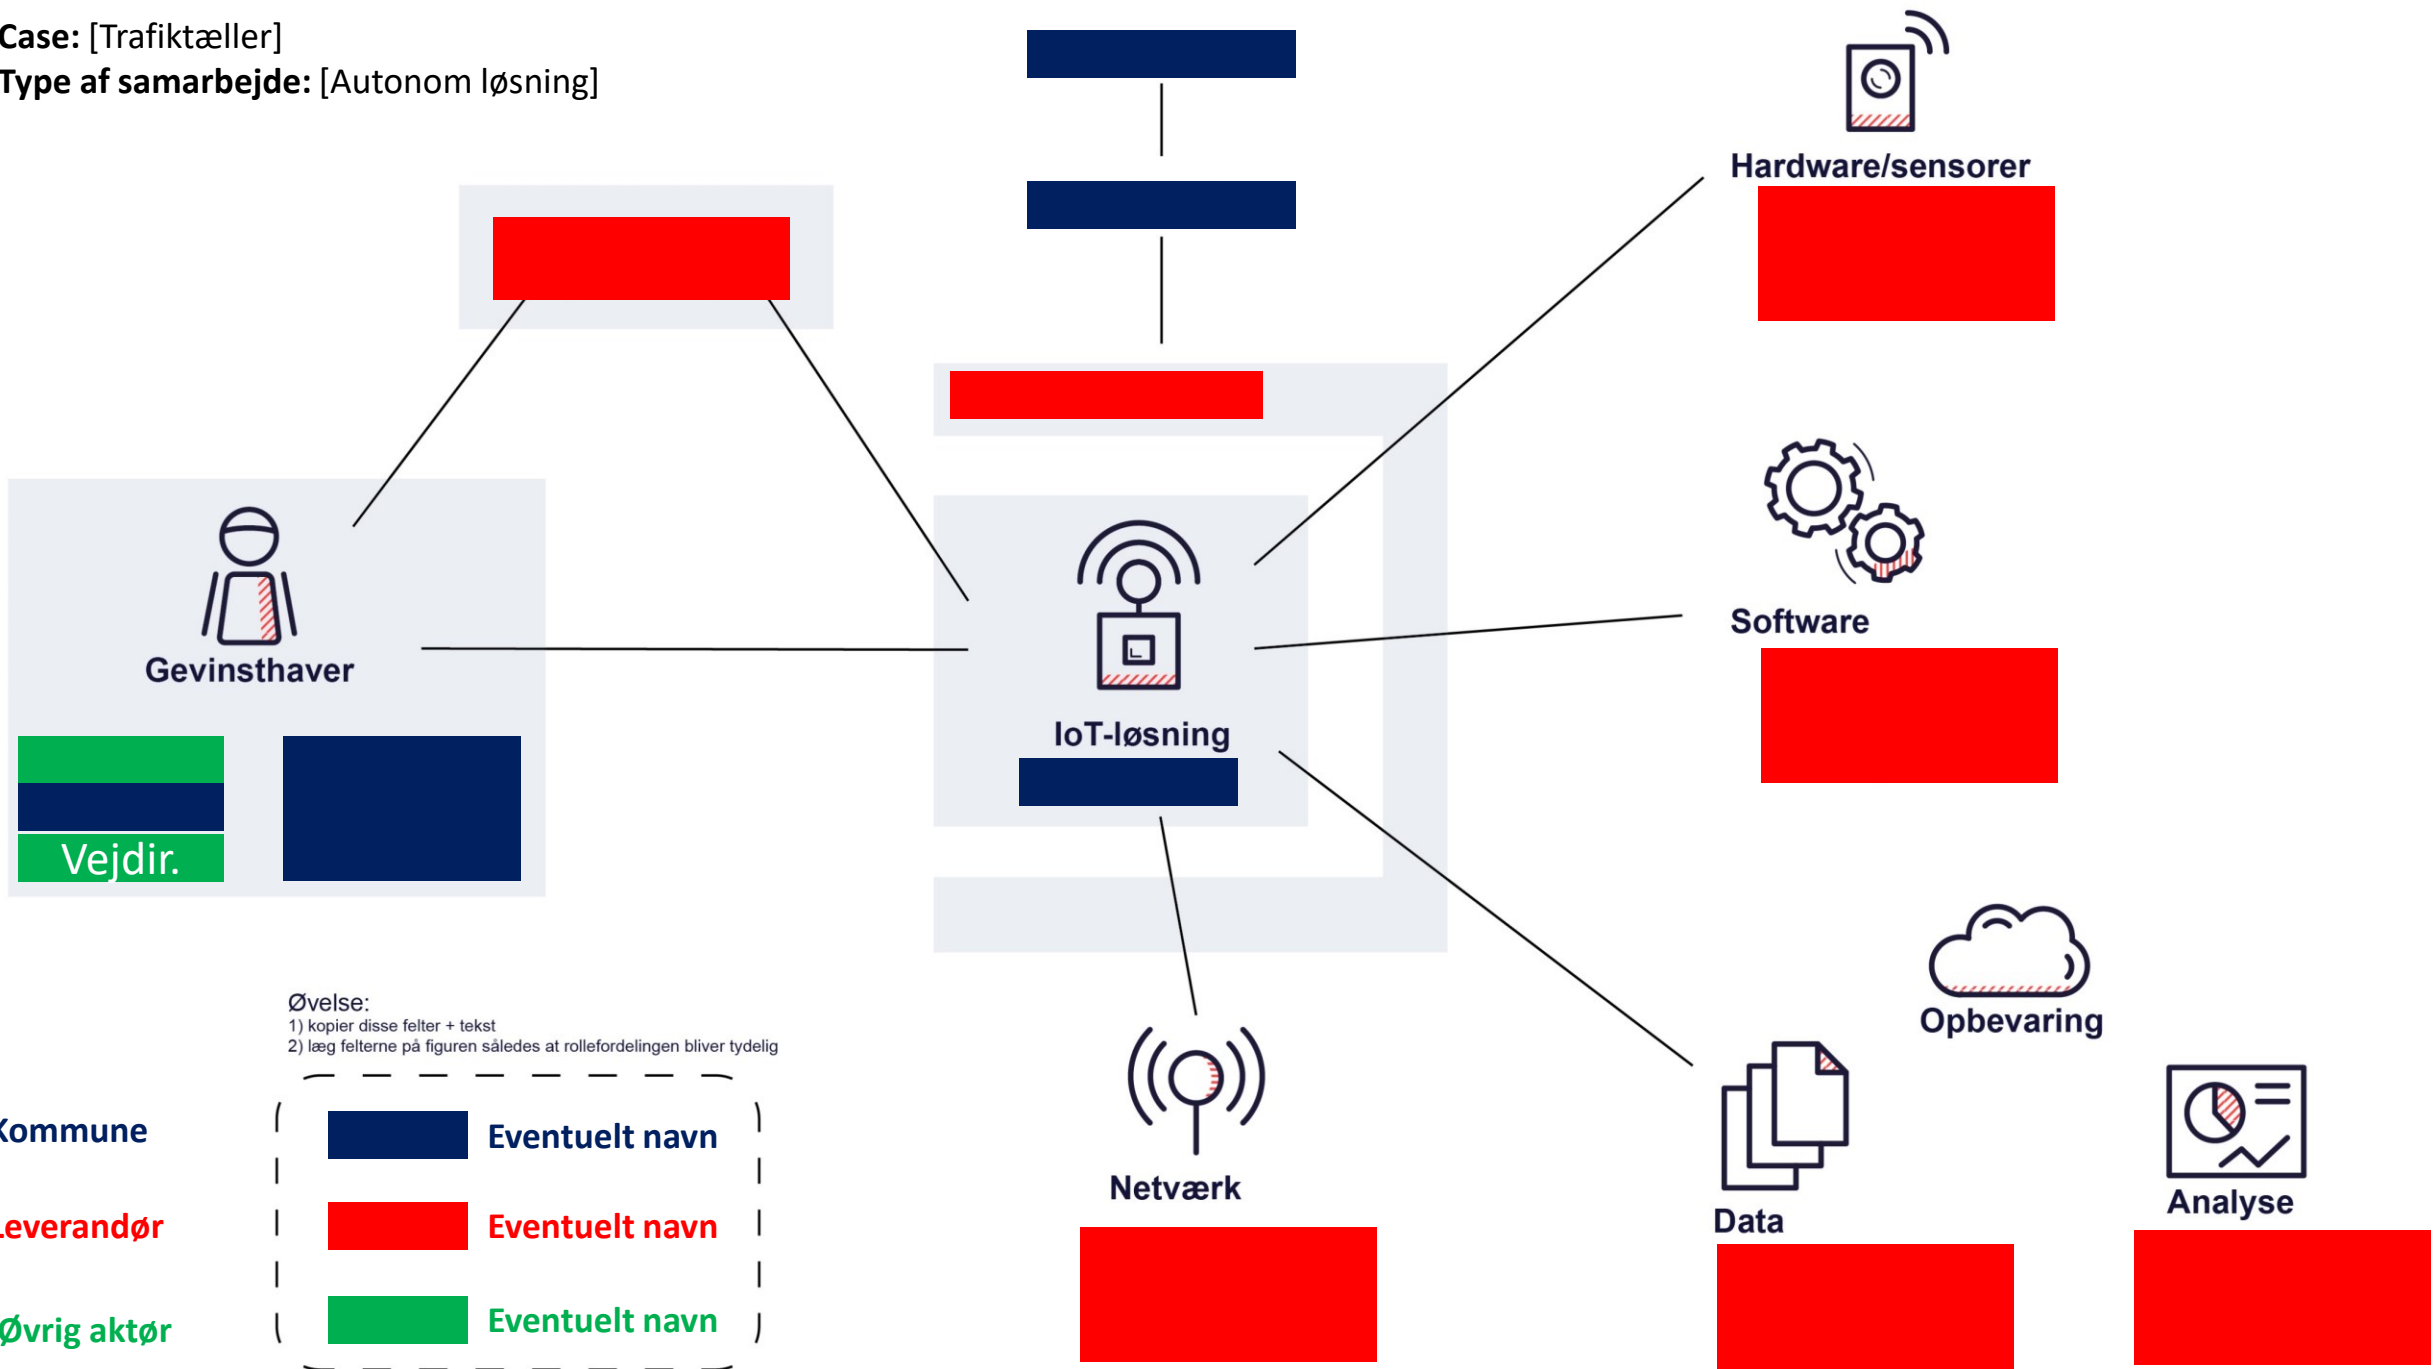 Case: [Trafiktæller]
Type af samarbejde: [Autonom løsning]
Hardware/sensorer
Software
Gevinsthaver
IoT-løsning
Vejdir.
Opbevaring
Øvelse:
1) kopier disse felter + tekst
2) læg felterne på figuren således at rollefordelingen bliver tydelig
Kommune
Eventuelt navn
Netværk
Analyse
Data
Leverandør
Eventuelt navn
Øvrig aktør
Eventuelt navn